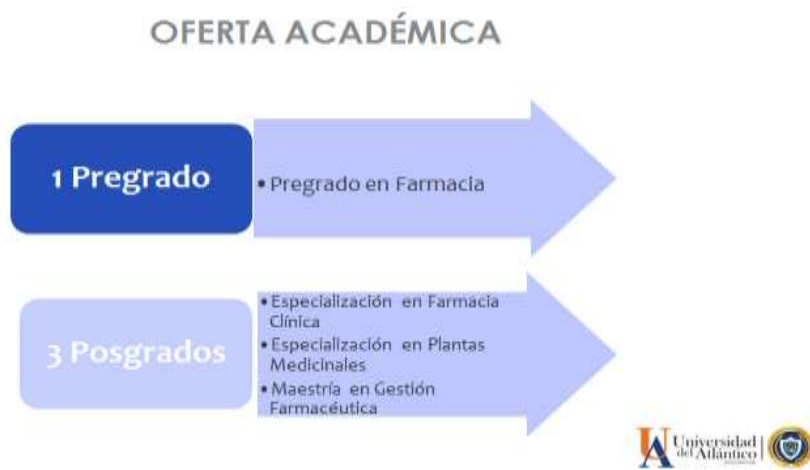 OFERTA ACADÉMICA
1 Pregrado
• Pregrado en Farmacia
3 Posgrados
• Especialización en Farmacia
Clínica
• Especialización en Plantas
Medicinales
• Maestría en Gestión
Farmacéutica
Universidad
del Atlántico